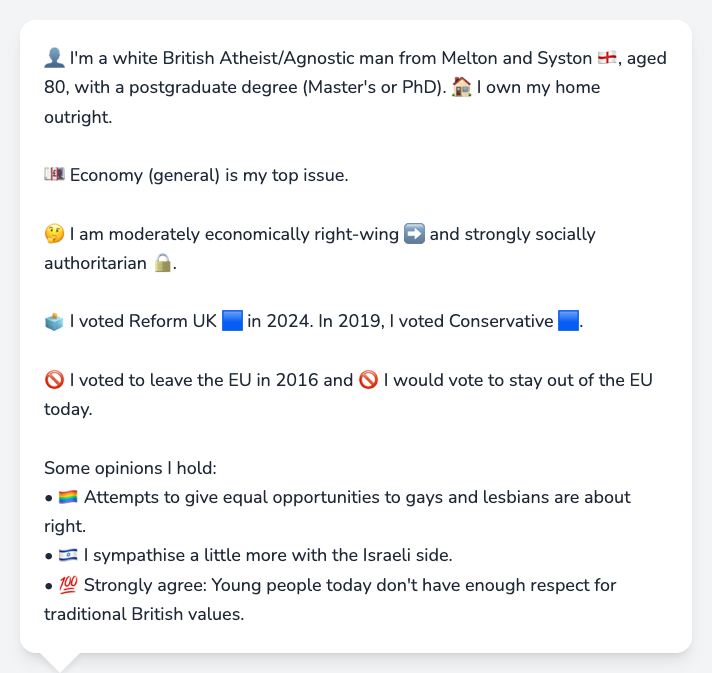 👤 I'm a white British Atheist/Agnostic man from Melton and Syston 🏴󠁧󠁢󠁥󠁮󠁧󠁿, aged
80, with a postgraduate degree (Master's or PhD). 🏠 I own my home
outright.
💷 Economy (general) is my top issue.
🤔 I am moderately economically right-wing ➡️ and strongly socially
authoritarian 🔒.
🗳️ I voted Reform UK 🟦 in 2024. In 2019, I voted Conservative 🟦.
🚫 I voted to leave the EU in 2016 and 🚫 I would vote to stay out of the EU
today.
Some opinions I hold:
• 🏳️‍🌈 Attempts to give equal opportunities to gays and lesbians are about
right.
• 🇮🇱 I sympathise a little more with the Israeli side.
• 💯 Strongly agree: Young people today don't have enough respect for
traditional British values.